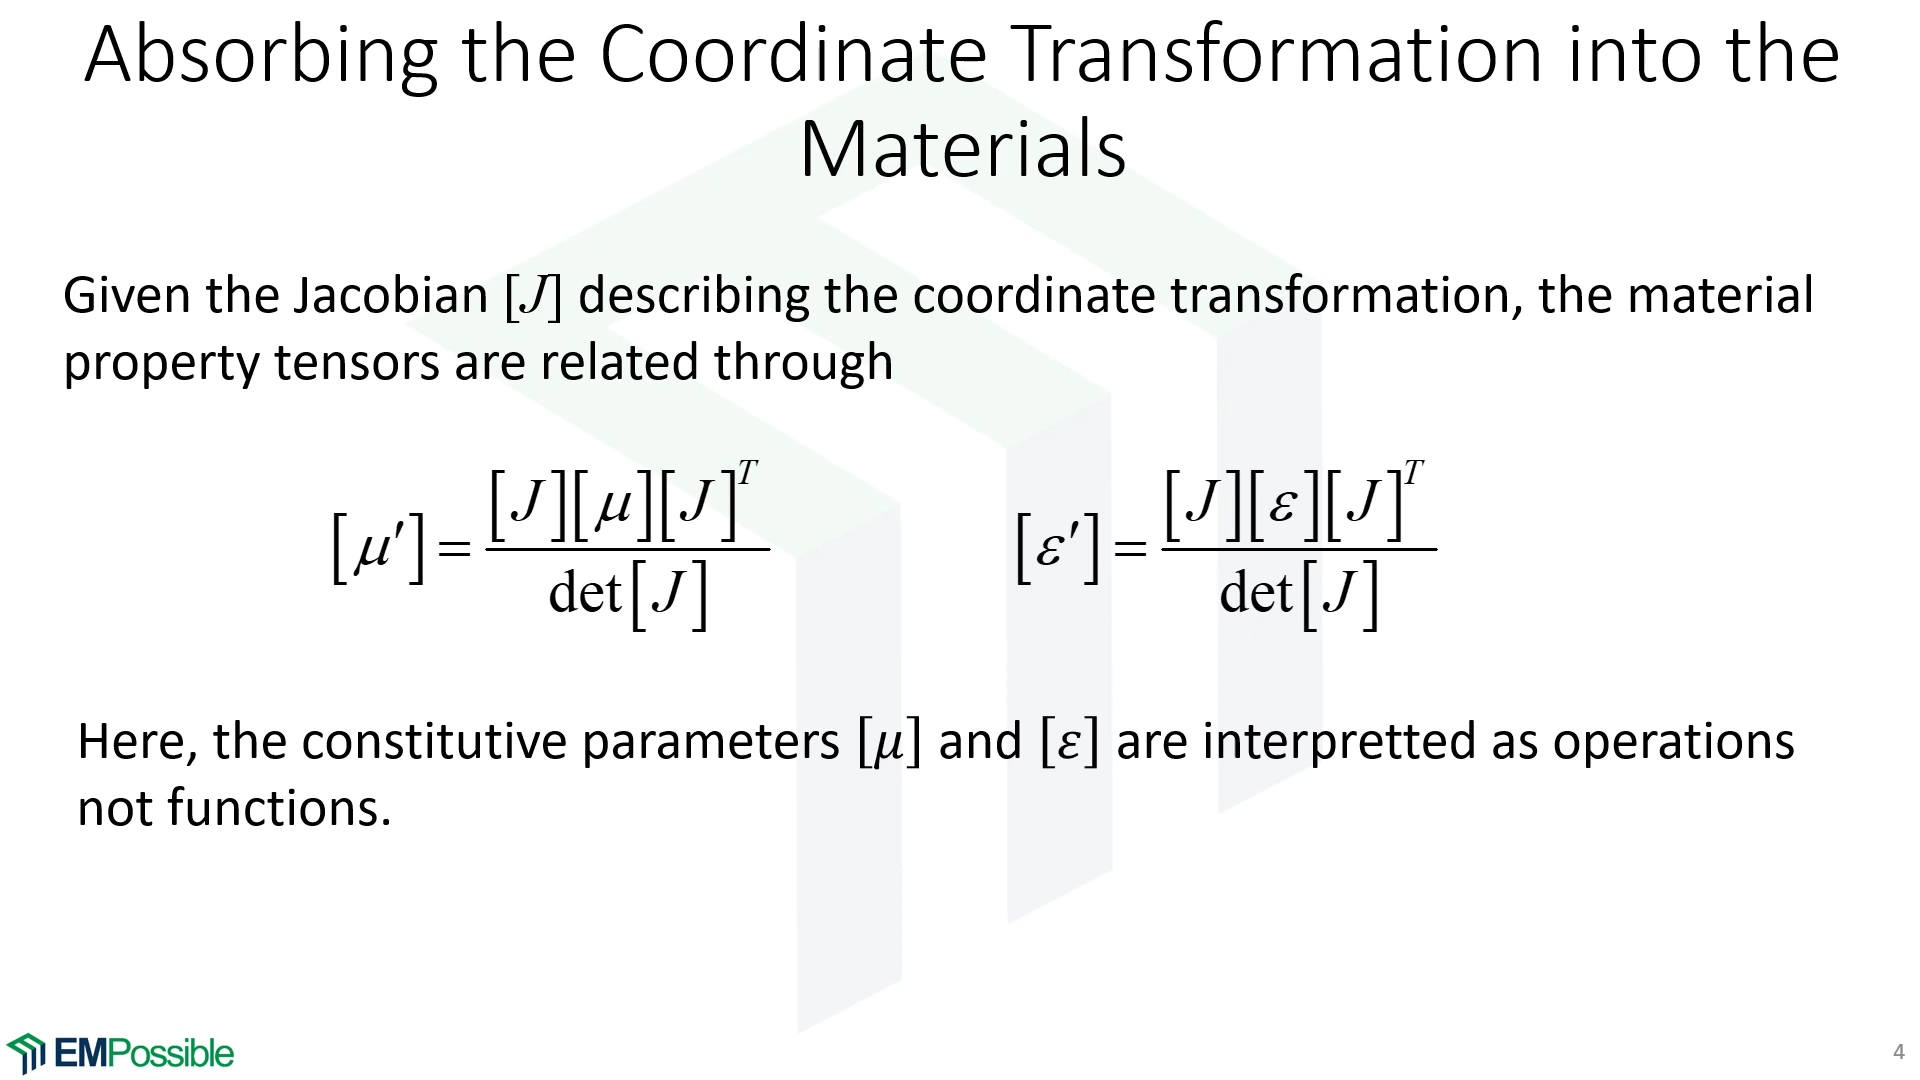 Absorbing the Coordinate Transformation into the
Materials
Given the Jacobian [J] describing the coordinate transformation, the material
property tensors are related through
[μ′] = [J][μ][J]^T / det[J]    [ε′] = [J][ε][J]^T / det[J]
Here, the constitutive parameters [μ] and [ε] are interpretted as operations
not functions.
EMPossible
4